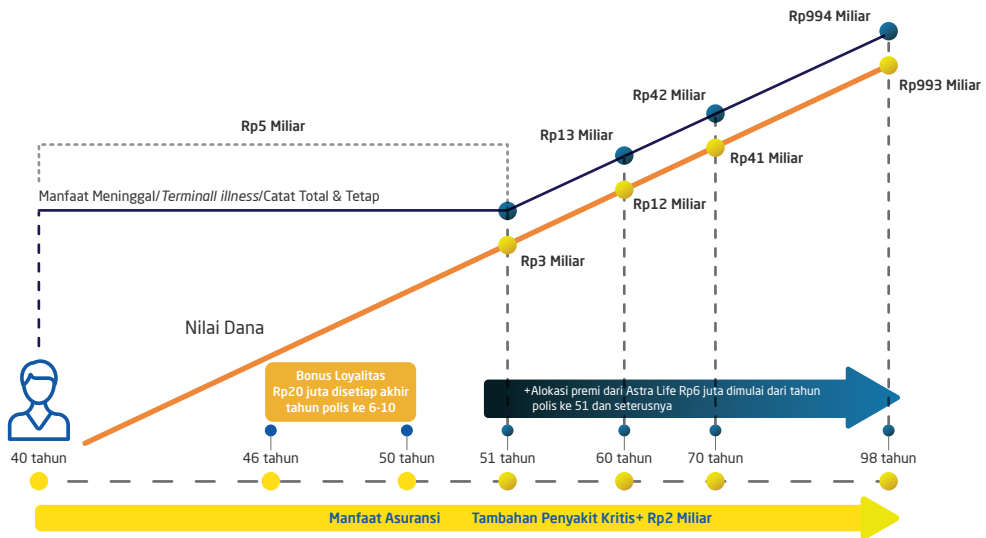 Rp994 Miliar
Rp993 Miliar
Rp42 Miliar
Rp41 Miliar
Rp13 Miliar
Rp12 Miliar
Rp5 Miliar
Manfaat Meninggal/Terminall illness/Catat Total & Tetap
Rp3 Miliar
Nilai Dana
Bonus Loyalitas
Rp20 juta disetiap akhir
tahun polis ke 6-10
+Alokasi premi dari Astra Life Rp6 juta dimulai dari tahun
polis ke 51 dan seterusnya
40 tahun
46 tahun
50 tahun
51 tahun
60 tahun
70 tahun
98 tahun
Manfaat Asuransi
Tambahan Penyakit Kritis+ Rp2 Miliar